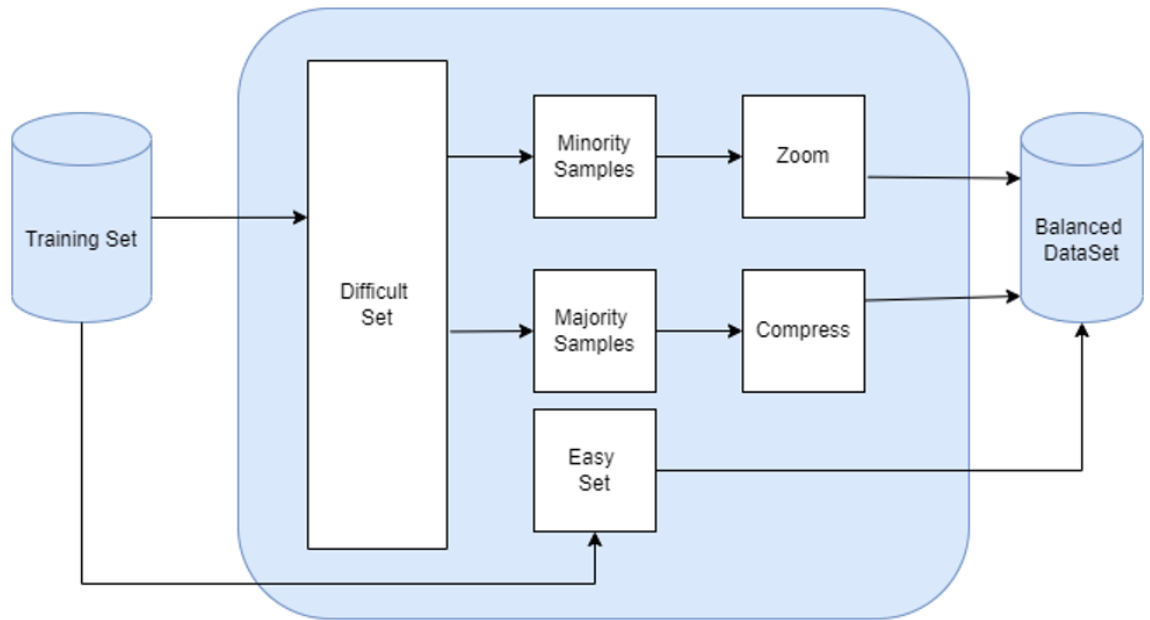 Training Set
Difficult
Set
Minority
Samples
Zoom
Majority
Samples
Compress
Easy
Set
Balanced
DataSet